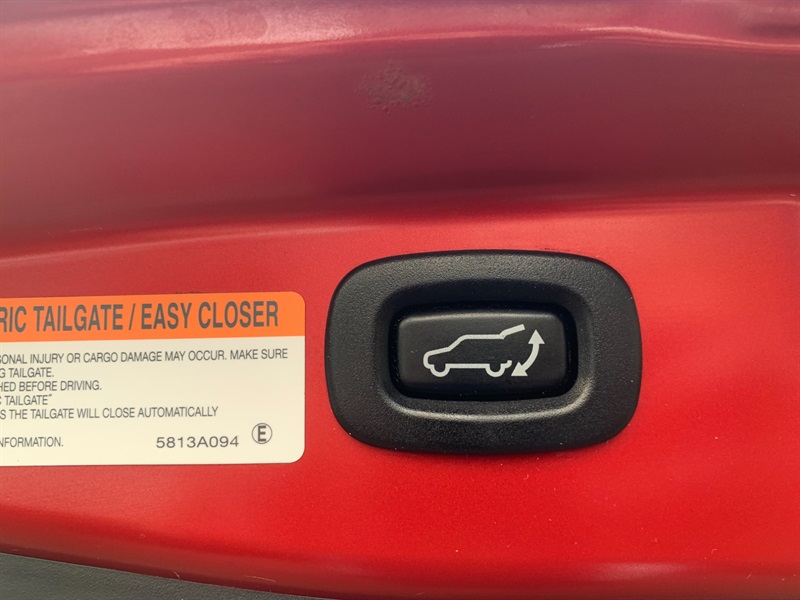 RIC TAILGATE / EASY CLOSER
SONAL INJURY OR CARGO DAMAGE MAY OCCUR. MAKE SURE
G TAILGATE.
HED BEFORE DRIVING.
C TAILGATE"
S THE TAILGATE WILL CLOSE AUTOMATICALLY
INFORMATION.
5813A094 E